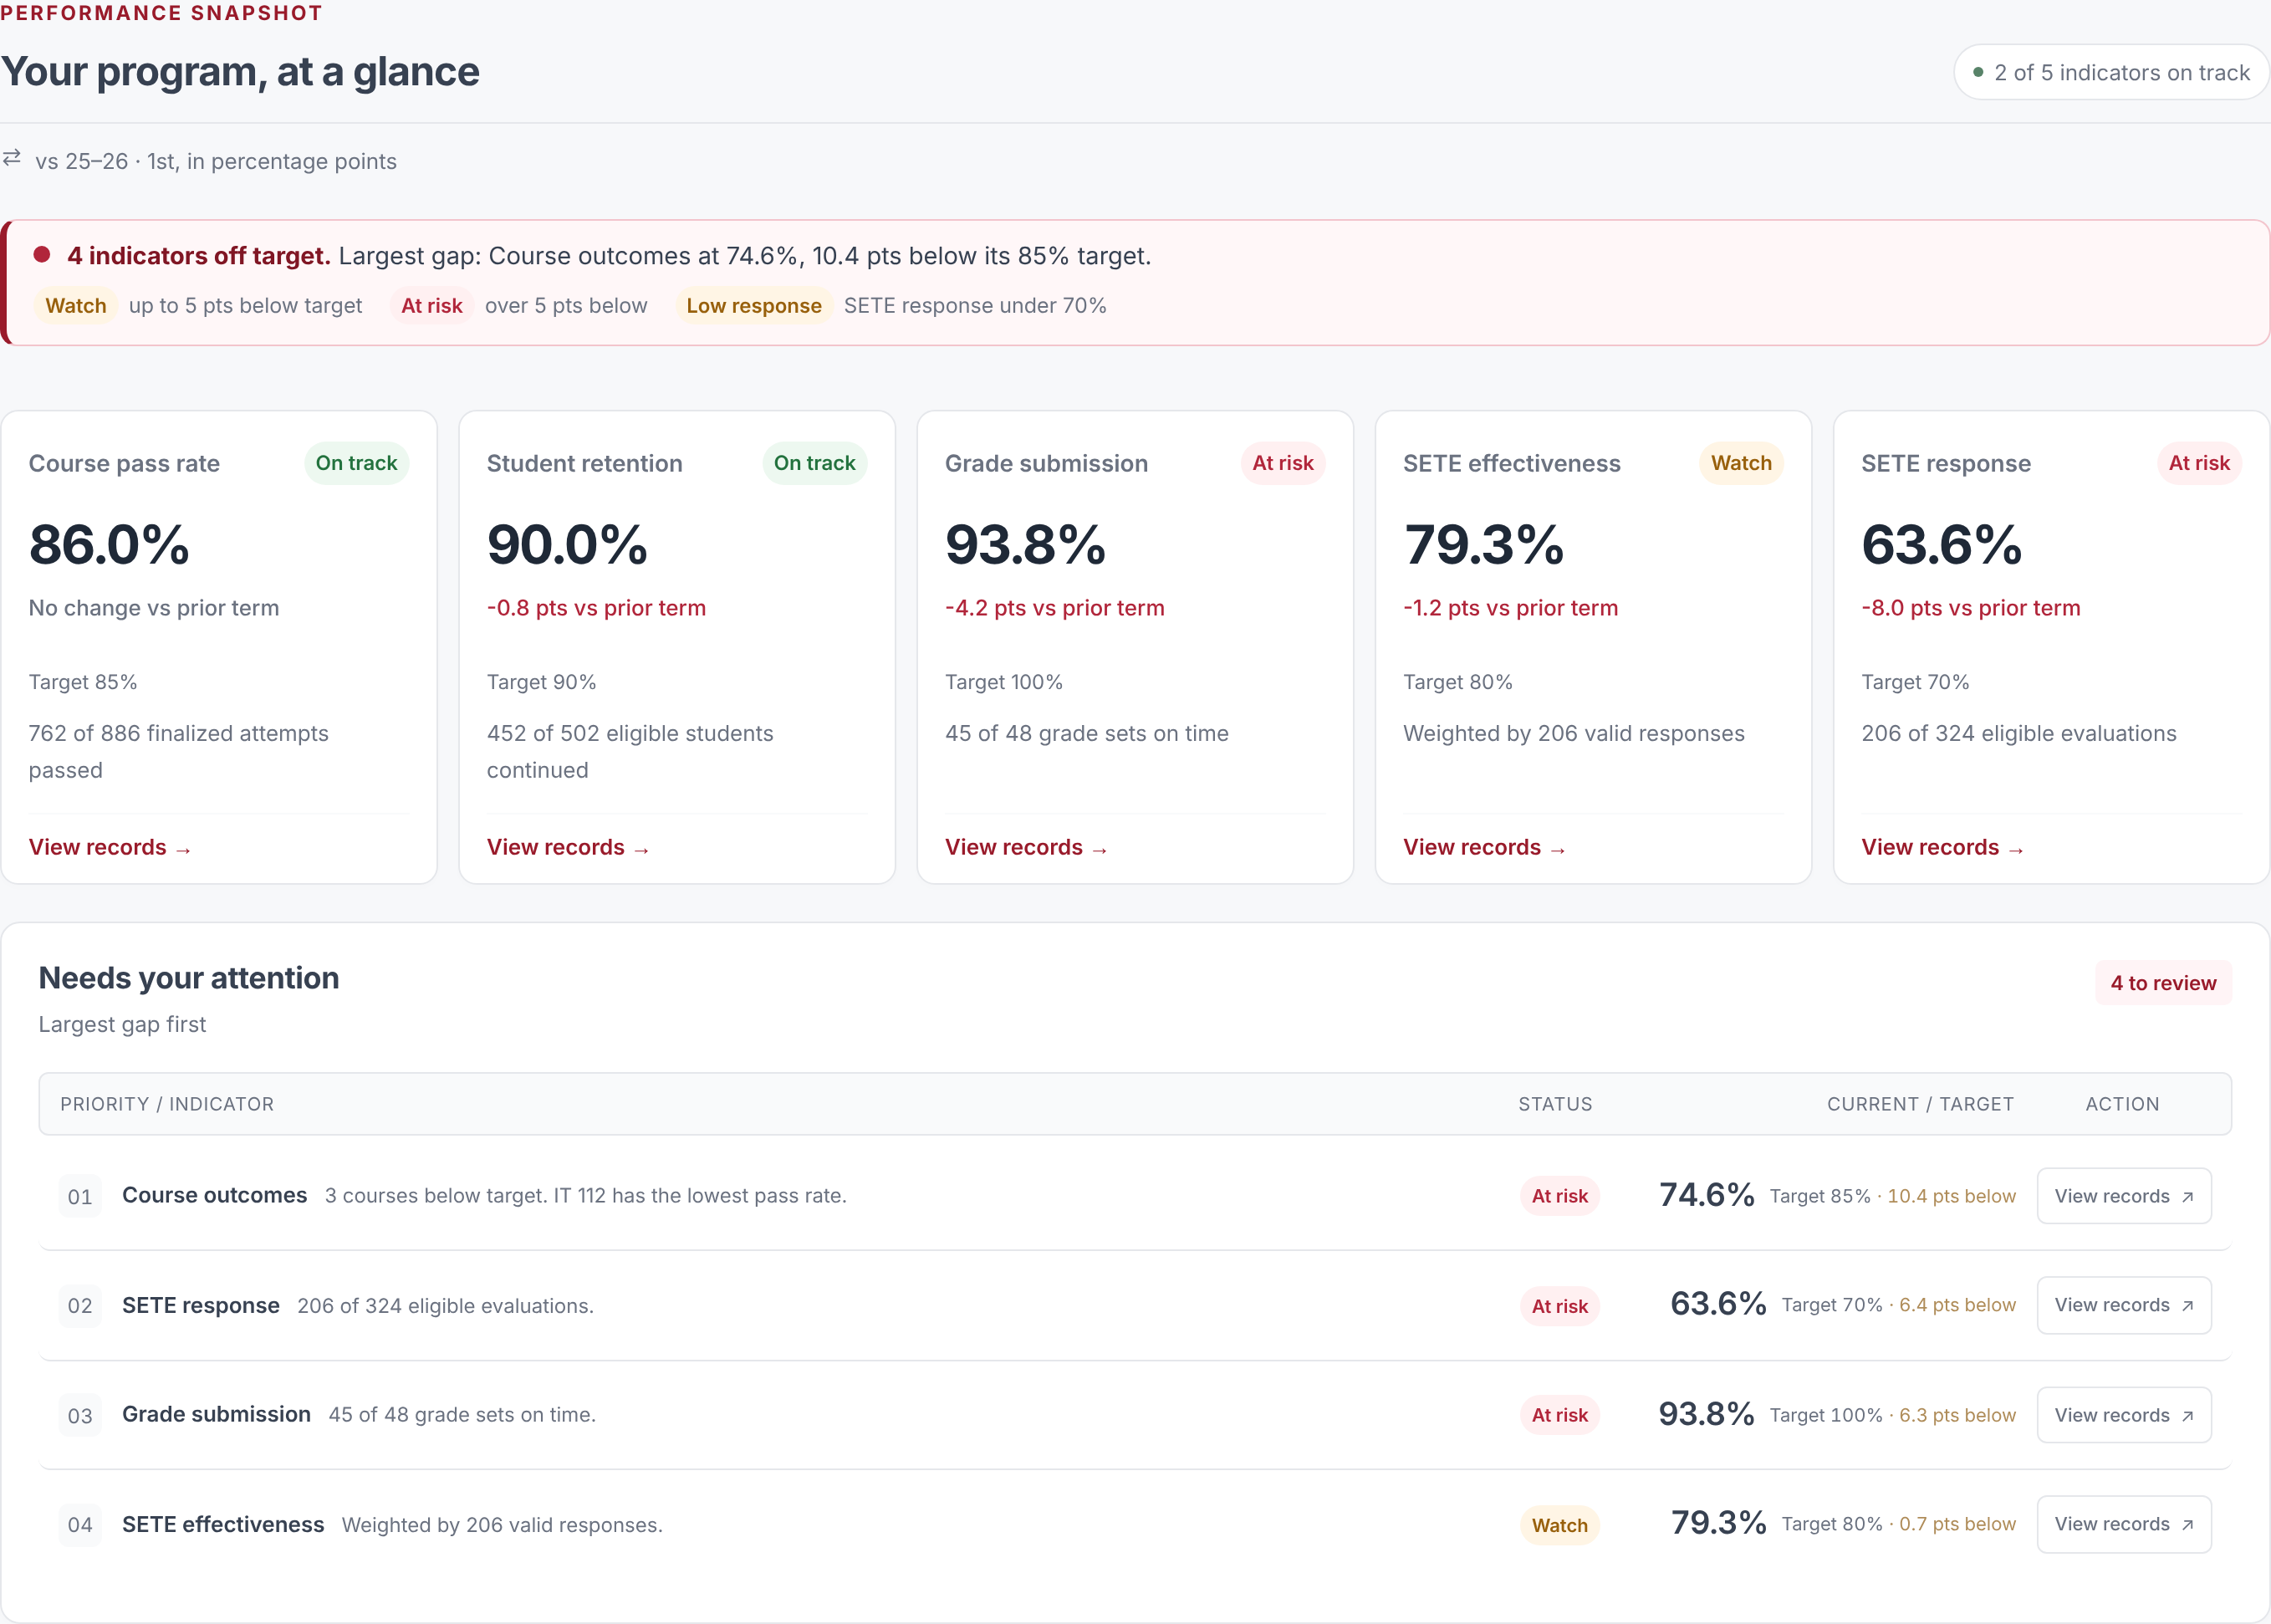 PERFORMANCE SNAPSHOT
Your program, at a glance
2 of 5 indicators on track
⇄ vs 25–26 · 1st, in percentage points
4 indicators off target. Largest gap: Course outcomes at 74.6%, 10.4 pts below its 85% target.
Watch up to 5 pts below target At risk over 5 pts below Low response SETE response under 70%
Course pass rate On track
86.0%
No change vs prior term
Target 85%
762 of 886 finalized attempts
passed
View records →
Student retention On track
90.0%
-0.8 pts vs prior term
Target 90%
452 of 502 eligible students
continued
View records →
Grade submission At risk
93.8%
-4.2 pts vs prior term
Target 100%
45 of 48 grade sets on time
View records →
SETE effectiveness Watch
79.3%
-1.2 pts vs prior term
Target 80%
Weighted by 206 valid responses
View records →
SETE response At risk
63.6%
-8.0 pts vs prior term
Target 70%
206 of 324 eligible evaluations
View records →
Needs your attention
4 to review
Largest gap first
PRIORITY / INDICATOR STATUS CURRENT / TARGET ACTION
01 Course outcomes 3 courses below target. IT 112 has the lowest pass rate. At risk 74.6% Target 85% · 10.4 pts below View records ↗
02 SETE response 206 of 324 eligible evaluations. At risk 63.6% Target 70% · 6.4 pts below View records ↗
03 Grade submission 45 of 48 grade sets on time. At risk 93.8% Target 100% · 6.3 pts below View records ↗
04 SETE effectiveness Weighted by 206 valid responses. Watch 79.3% Target 80% · 0.7 pts below View records ↗